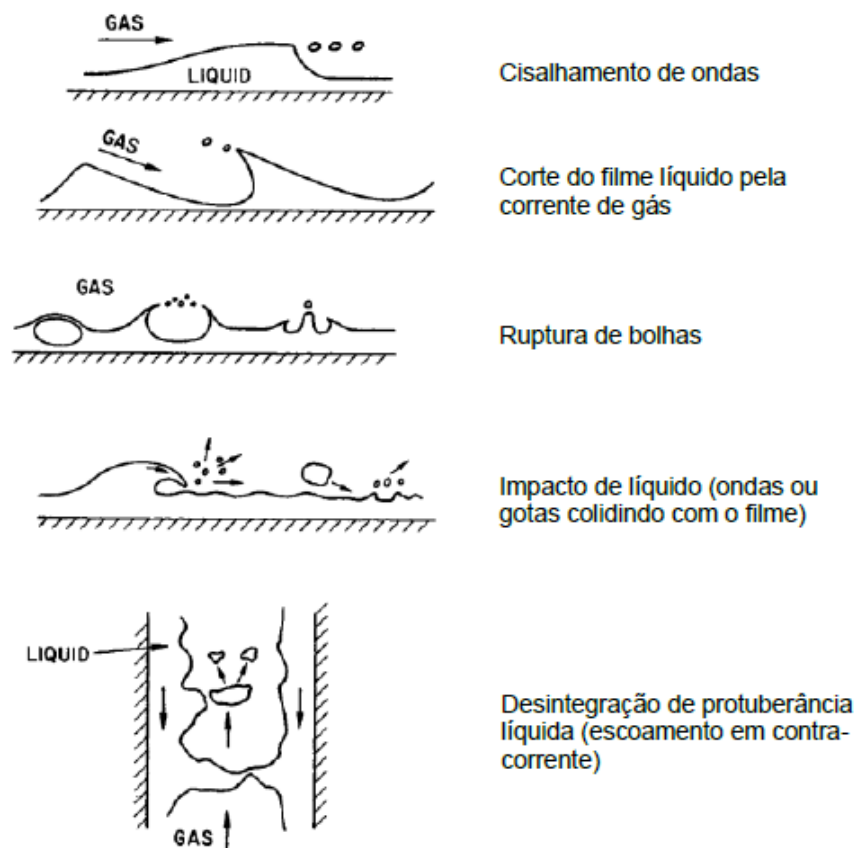 GAS
LIQUID
Cisalhamento de ondas
GAS
Corte do filme líquido pela
corrente de gás
GAS
Ruptura de bolhas
Impacto de líquido (ondas ou
gotas colidindo com o filme)
LIQUID
Desintegração de protuberância
líquida (escoamento em contra-
corrente)
GAS